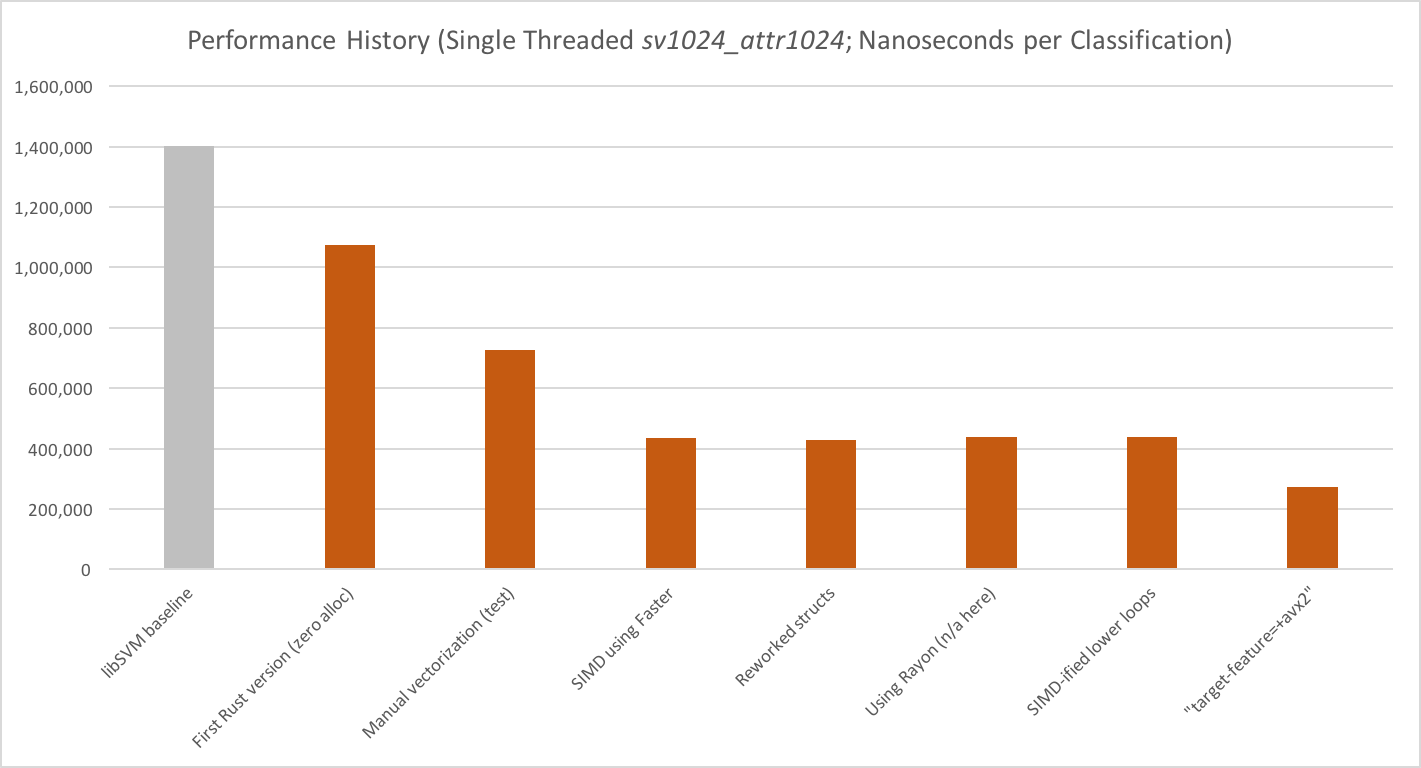 Performance History (Single Threaded sv1024_attr1024; Nanoseconds per Classification)
1,600,000
1,400,000
1,200,000
1,000,000
800,000
600,000
400,000
200,000
0
libSVM baseline
First Rust version (zero alloc)
Manual vectorization (test)
SIMD using Faster
Reworked structs
Using Rayon (n/a here)
SIMD-ified lower loops
"target-feature=+avx2"